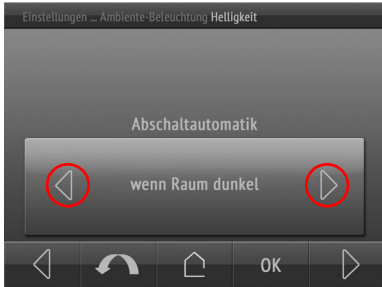 Einstellungen ... Ambiente-Beleuchtung Helligkeit
Abschaltautomatik
wenn Raum dunkel
OK